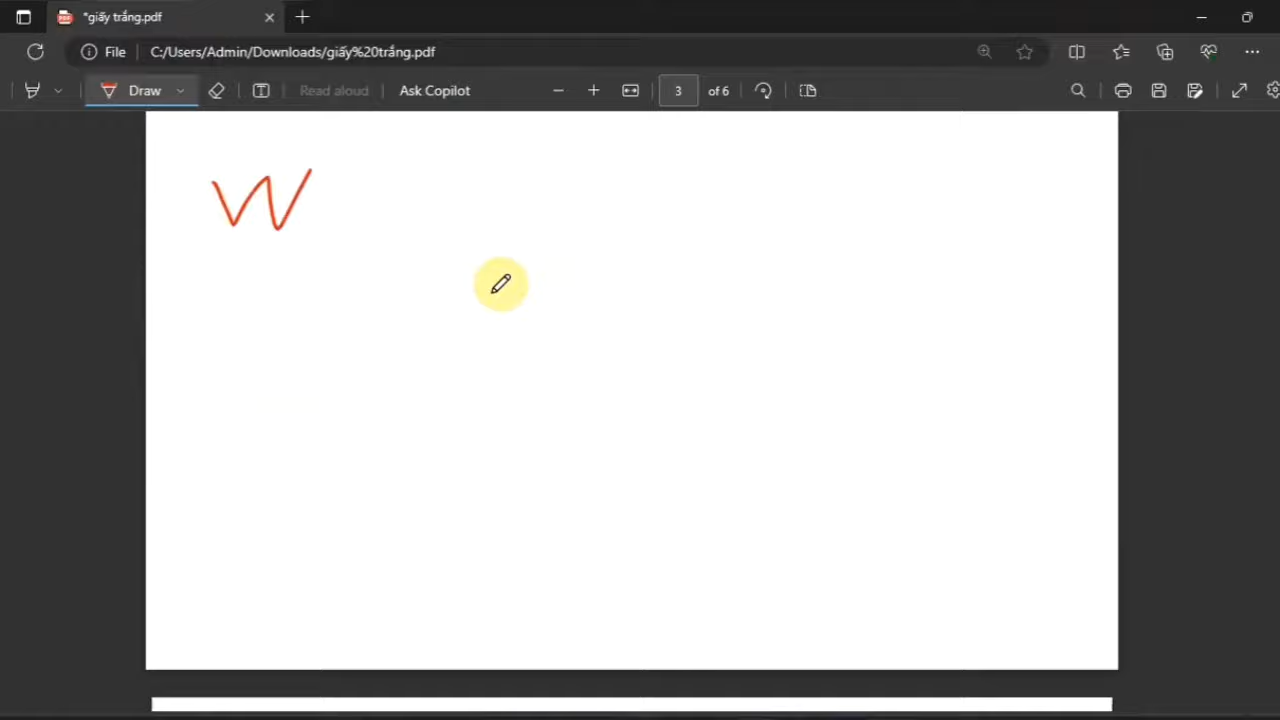 *giấy trắng.pdf
File C:/Users/Admin/Downloads/giấy%20trắng.pdf
Draw Read aloud Ask Copilot 3 of 6
W